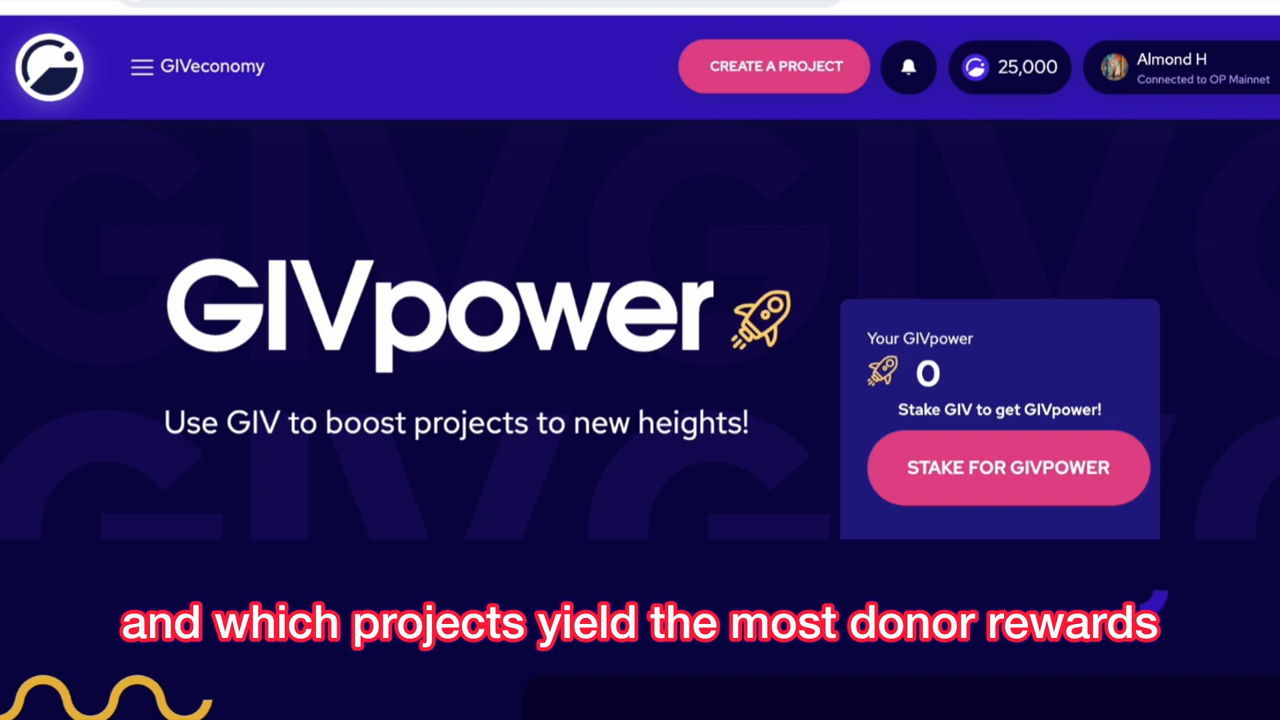 GIVeconomy
CREATE A PROJECT
25,000
Almond H
Connected to OP Mainnet
GIVpower
Use GIV to boost projects to new heights!
Your GIVpower
0
Stake GIV to get GIVpower!
STAKE FOR GIVPOWER
and which projects yield the most donor rewards